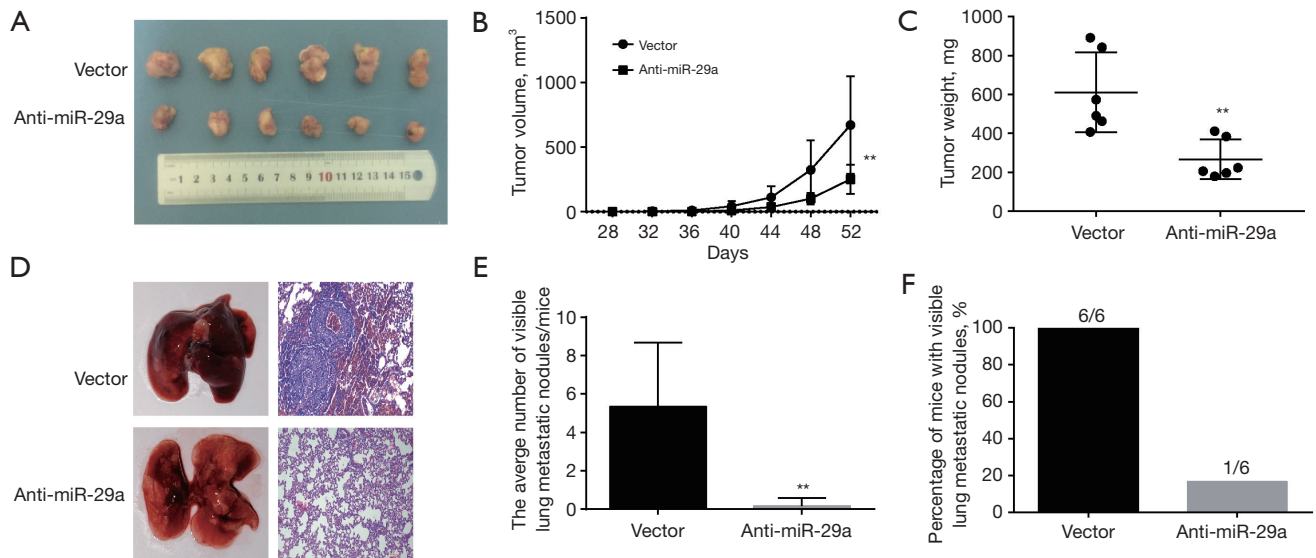 A
Vector
Anti-miR-29a
1 2 3 4 5 6 7 8 9 10 11 12 13 14 15
B
Tumor volume, mm³
1500
1000
500
0
Vector
Anti-miR-29a
**
28 32 36 40 44 48 52
Days
C
Tumor weight, mg
1000
800
600
400
200
0
**
Vector Anti-miR-29a
D
Vector
Anti-miR-29a
E
The averge number of visible
lung metastatic nodules/mice
10
8
6
4
2
0
**
Vector Anti-miR-29a
F
Percentage of mice with visible
lung metastatic nodules, %
100
80
60
40
20
0
6/6
1/6
Vector Anti-miR-29a